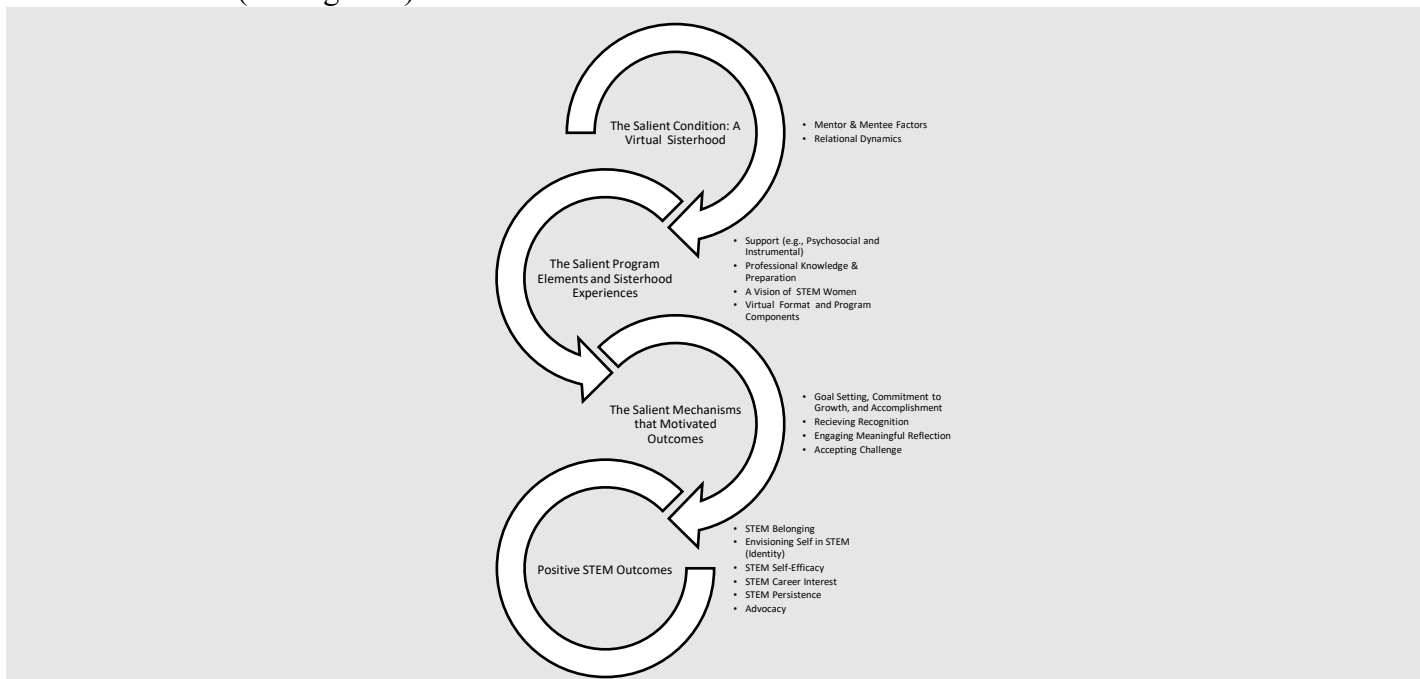 The Salient Condition: A
Virtual Sisterhood
• Mentor & Mentee Factors
• Relational Dynamics
The Salient Program
Elements and Sisterhood
Experiences
• Support (e.g., Psychosocial and
Instrumental)
• Professional Knowledge &
Preparation
• A Vision of STEM Women
• Virtual Format and Program
Components
The Salient Mechanisms
that Motivated
Outcomes
• Goal Setting, Commitment to
Growth, and Accomplishment
• Recieving Recognition
• Engaging Meaningful Reflection
• Accepting Challenge
Positive STEM Outcomes
• STEM Belonging
• Envisioning Self in STEM
(Identity)
• STEM Self-Efficacy
• STEM Career Interest
• STEM Persistence
• Advocacy